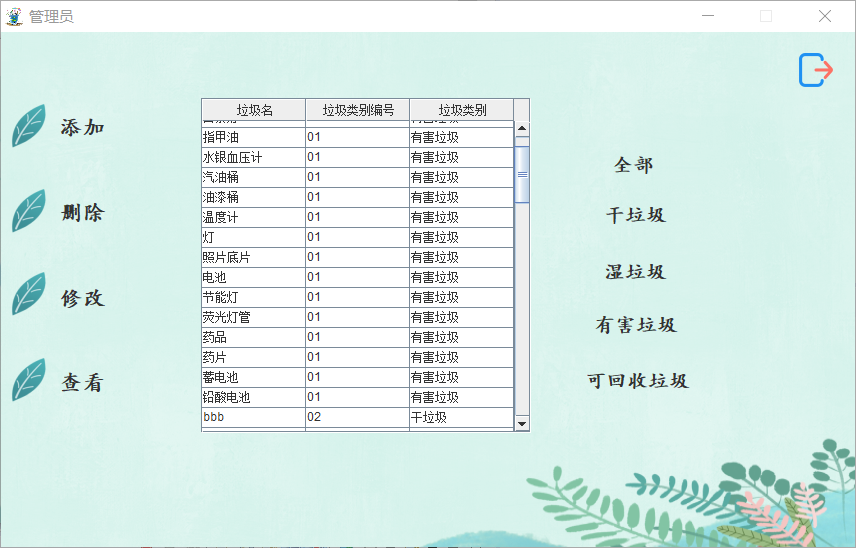 管理员
添加
删除
修改
查看
垃圾名 垃圾类别编号 垃圾类别
指甲油 01 有害垃圾
水银血压计 01 有害垃圾
汽油桶 01 有害垃圾
油漆桶 01 有害垃圾
温度计 01 有害垃圾
灯 01 有害垃圾
照片底片 01 有害垃圾
电池 01 有害垃圾
节能灯 01 有害垃圾
荧光灯管 01 有害垃圾
药品 01 有害垃圾
药片 01 有害垃圾
蓄电池 01 有害垃圾
铅酸电池 01 有害垃圾
bbb 02 干垃圾
全部
干垃圾
湿垃圾
有害垃圾
可回收垃圾